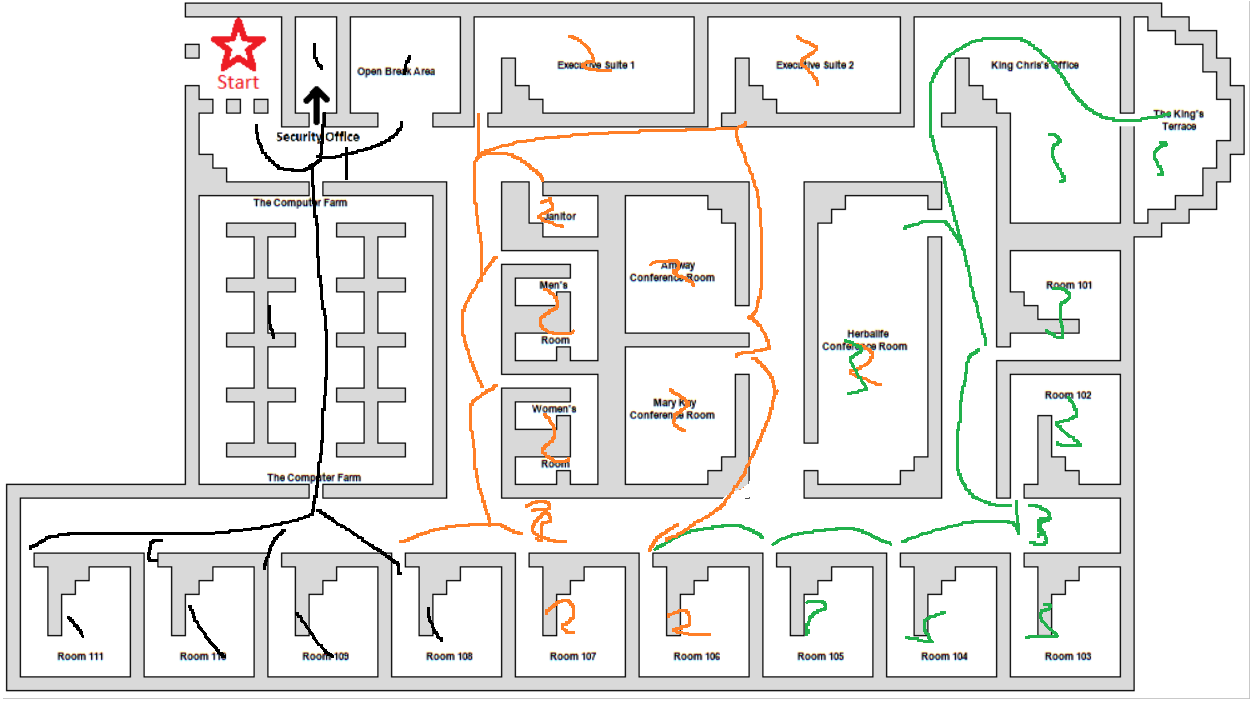 Start
Open Break Area
Executive Suite 1
Executive Suite 2
King Chris's Office
The King's
Terrace
Security Office
The Computer Farm
Janitor
Amway
Conference Room
Men's
Room
Room 101
Herbalife
Conference Room
Women's
Room
Mary Kay
Conference Room
Room 102
The Computer Farm
3
2
2
Room 111
Room 110
Room 109
Room 108
Room 107
Room 106
Room 105
Room 104
Room 103